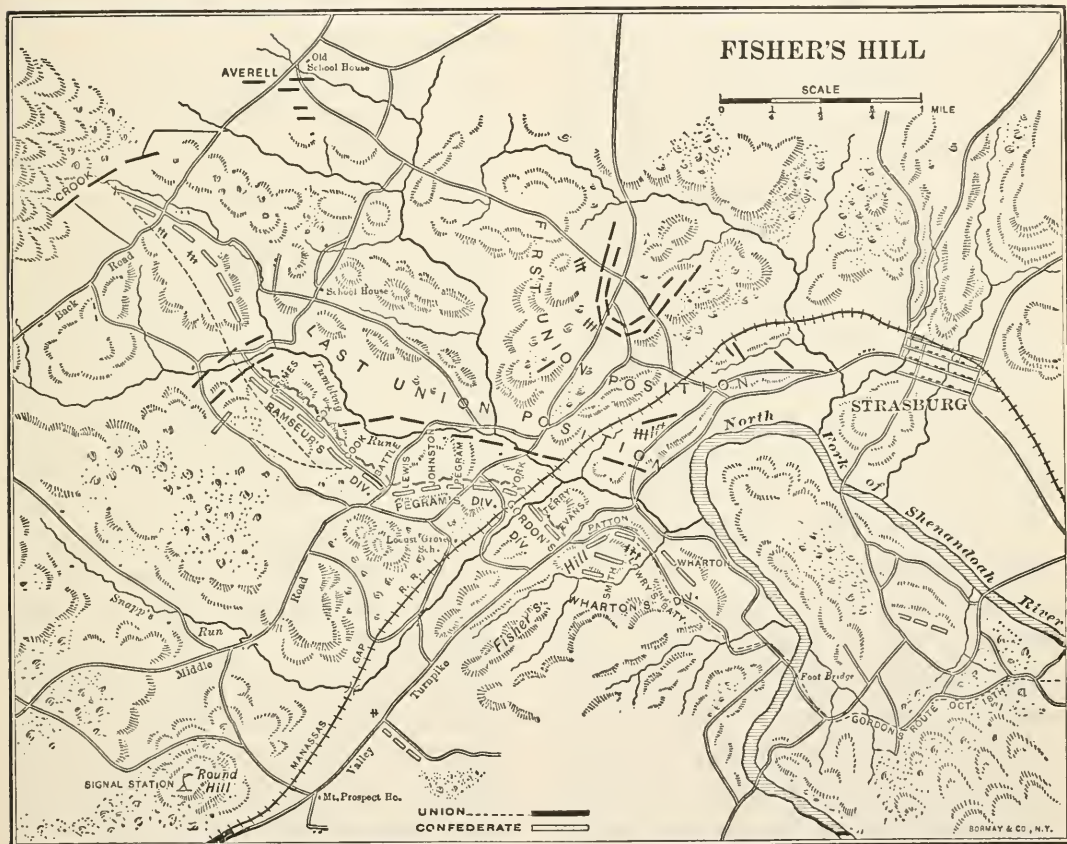 FISHER'S HILL
SCALE
0 1/4 1/2 3/4 1 MILE
AVERELL
Old
School House
CROOK
Back Road
School House
FIRST UNION POSITION
LAST UNION POSITION
GRIMES
Tumbling Run
RAMSEUR'S DIV.
COOK
BATTLE
LEWIS
JOHNSTON
PEGRAM
PEGRAM'S DIV.
YORK
GORDON'S DIV.
TERRY
EVANS
PATTON
WHARTON
SMITH
WHARTON'S DIV.
Fisher's Hill
Locust Grove
Sch.
STRASBURG
North Fork of Shenandoah River
Snapp's Run
Middle Road
MANASSAS GAP R.R.
Valley Turnpike
Foot Bridge
GORDON'S ROUTE OCT. 18TH
SIGNAL STATION
Round
Hill
Mt. Prospect Ho.
UNION
CONFEDERATE
BORMAY & CO., N.Y.